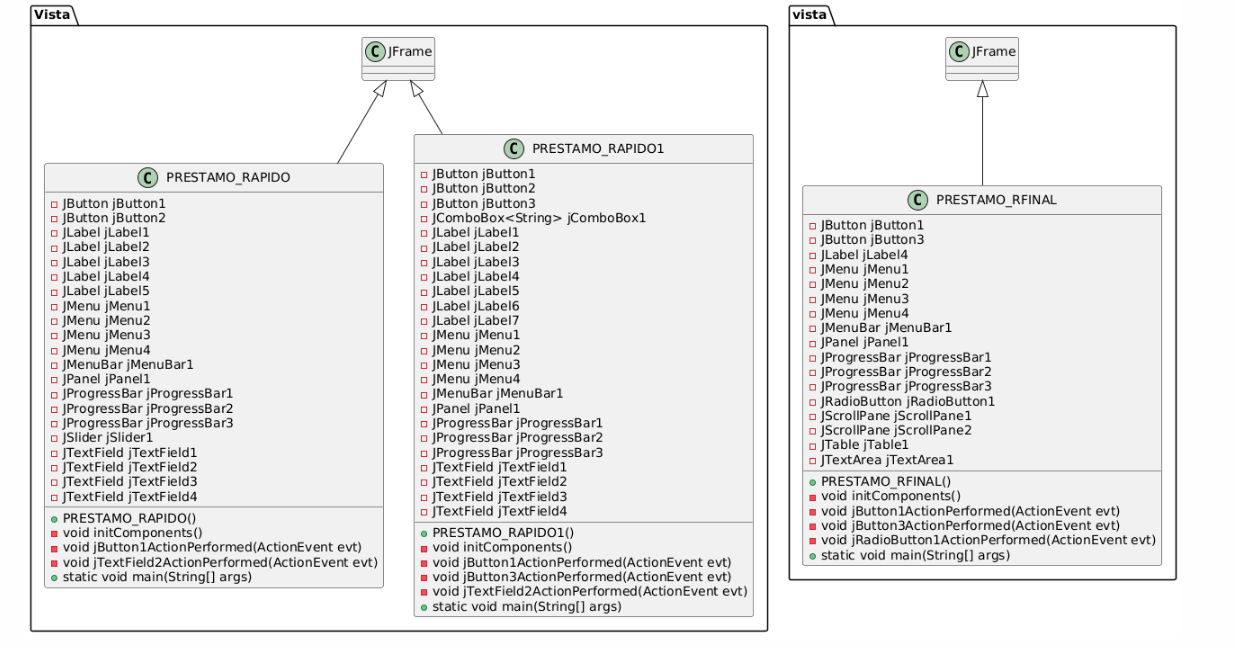 Vista
C JFrame
C PRESTAMO_RAPIDO
JButton jButton1
JButton jButton2
JLabel jLabel1
JLabel jLabel2
JLabel jLabel3
JLabel jLabel4
JLabel jLabel5
JMenu jMenu1
JMenu jMenu2
JMenu jMenu3
JMenu jMenu4
JMenuBar jMenuBar1
JPanel jPanel1
JProgressBar jProgressBar1
JProgressBar jProgressBar2
JProgressBar jProgressBar3
JSlider jSlider1
JTextField jTextField1
JTextField jTextField2
JTextField jTextField3
JTextField jTextField4
PRESTAMO_RAPIDO()
void initComponents()
void jButton1ActionPerformed(ActionEvent evt)
void jTextField2ActionPerformed(ActionEvent evt)
static void main(String[] args)
C PRESTAMO_RAPIDO1
JButton jButton1
JButton jButton2
JButton jButton3
JComboBox<String> jComboBox1
JLabel jLabel1
JLabel jLabel2
JLabel jLabel3
JLabel jLabel4
JLabel jLabel5
JLabel jLabel6
JLabel jLabel7
JMenu jMenu1
JMenu jMenu2
JMenu jMenu3
JMenu jMenu4
JMenuBar jMenuBar1
JPanel jPanel1
JProgressBar jProgressBar1
JProgressBar jProgressBar2
JProgressBar jProgressBar3
JTextField jTextField1
JTextField jTextField2
JTextField jTextField3
JTextField jTextField4
PRESTAMO_RAPIDO1()
void initComponents()
void jButton1ActionPerformed(ActionEvent evt)
void jButton3ActionPerformed(ActionEvent evt)
void jTextField2ActionPerformed(ActionEvent evt)
static void main(String[] args)
vista
C JFrame
C PRESTAMO_RFINAL
JButton jButton1
JButton jButton3
JLabel jLabel4
JMenu jMenu1
JMenu jMenu2
JMenu jMenu3
JMenu jMenu4
JMenuBar jMenuBar1
JPanel jPanel1
JProgressBar jProgressBar1
JProgressBar jProgressBar2
JProgressBar jProgressBar3
JRadioButton jRadioButton1
JScrollPane jScrollPane1
JScrollPane jScrollPane2
JTable jTable1
JTextArea jTextArea1
PRESTAMO_RFINAL()
void initComponents()
void jButton1ActionPerformed(ActionEvent evt)
void jButton3ActionPerformed(ActionEvent evt)
void jRadioButton1ActionPerformed(ActionEvent evt)
static void main(String[] args)